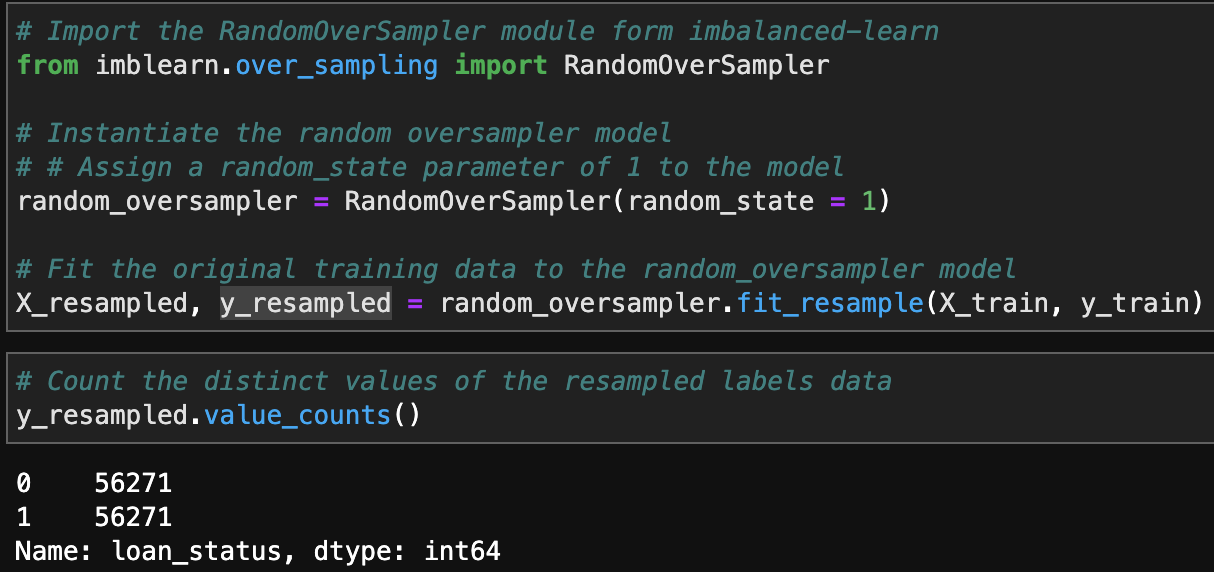 # Import the RandomOverSampler module form imbalanced-learn
from imblearn.over_sampling import RandomOverSampler
# Instantiate the random oversampler model
# # Assign a random_state parameter of 1 to the model
random_oversampler = RandomOverSampler(random_state = 1)
# Fit the original training data to the random_oversampler model
X_resampled, y_resampled = random_oversampler.fit_resample(X_train, y_train)
# Count the distinct values of the resampled labels data
y_resampled.value_counts()
0    56271
1    56271
Name: loan_status, dtype: int64